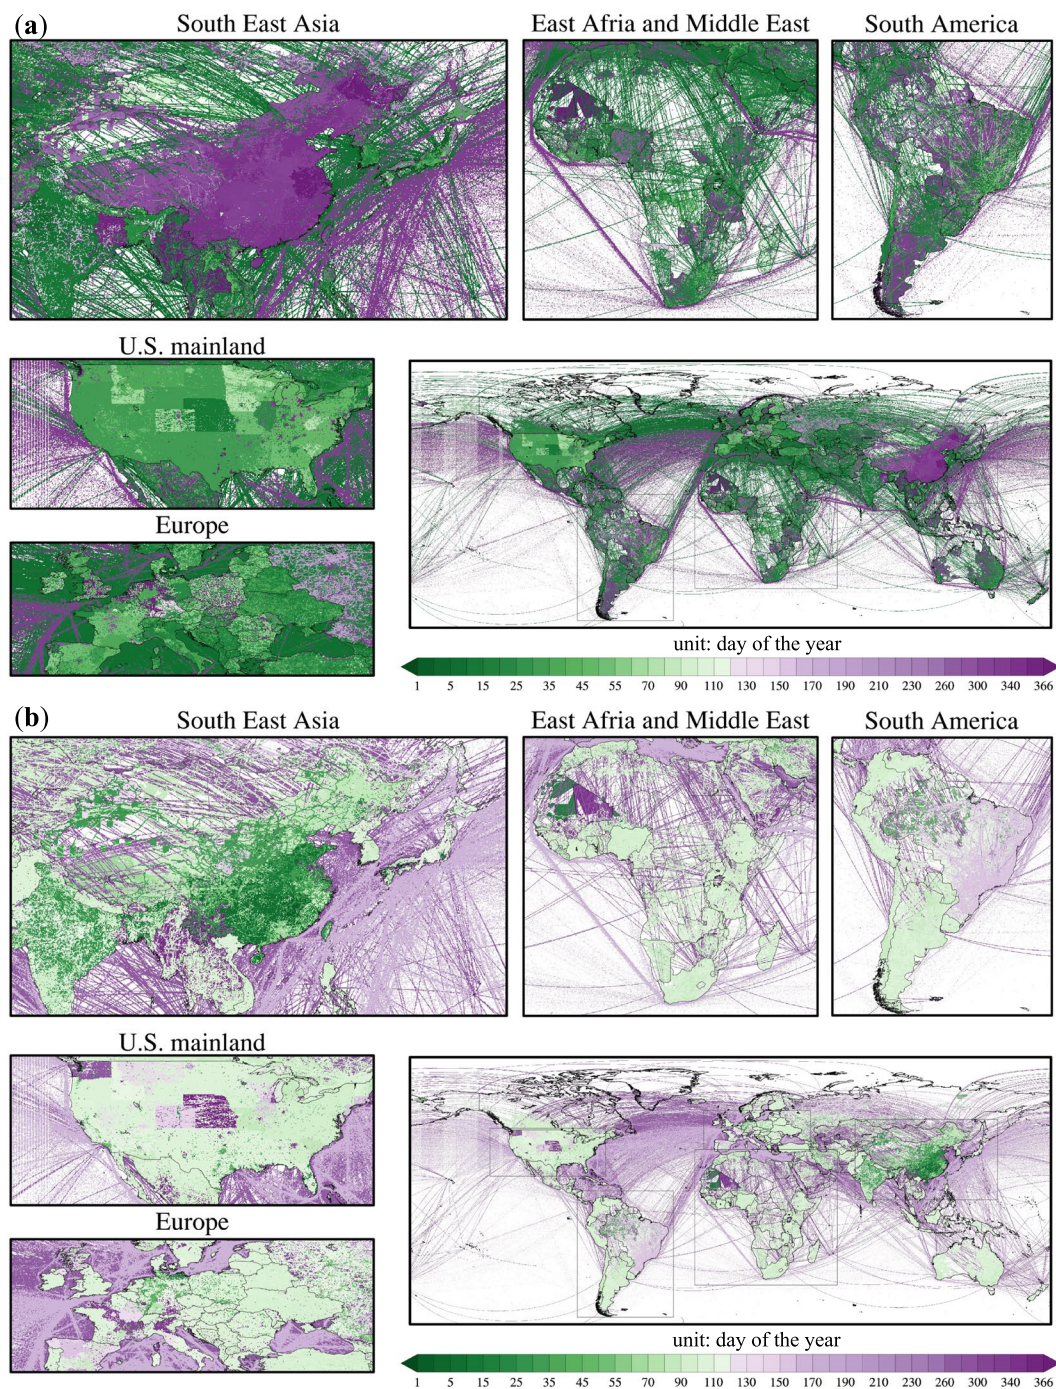 (a)
South East Asia
East Afria and Middle East
South America
U.S. mainland
Europe
unit: day of the year
1 5 15 25 35 45 55 70 90 110 130 150 170 190 210 230 260 300 340 366
(b)
South East Asia
East Afria and Middle East
South America
U.S. mainland
Europe
unit: day of the year
1 5 15 25 35 45 55 70 90 110 130 150 170 190 210 230 260 300 340 366